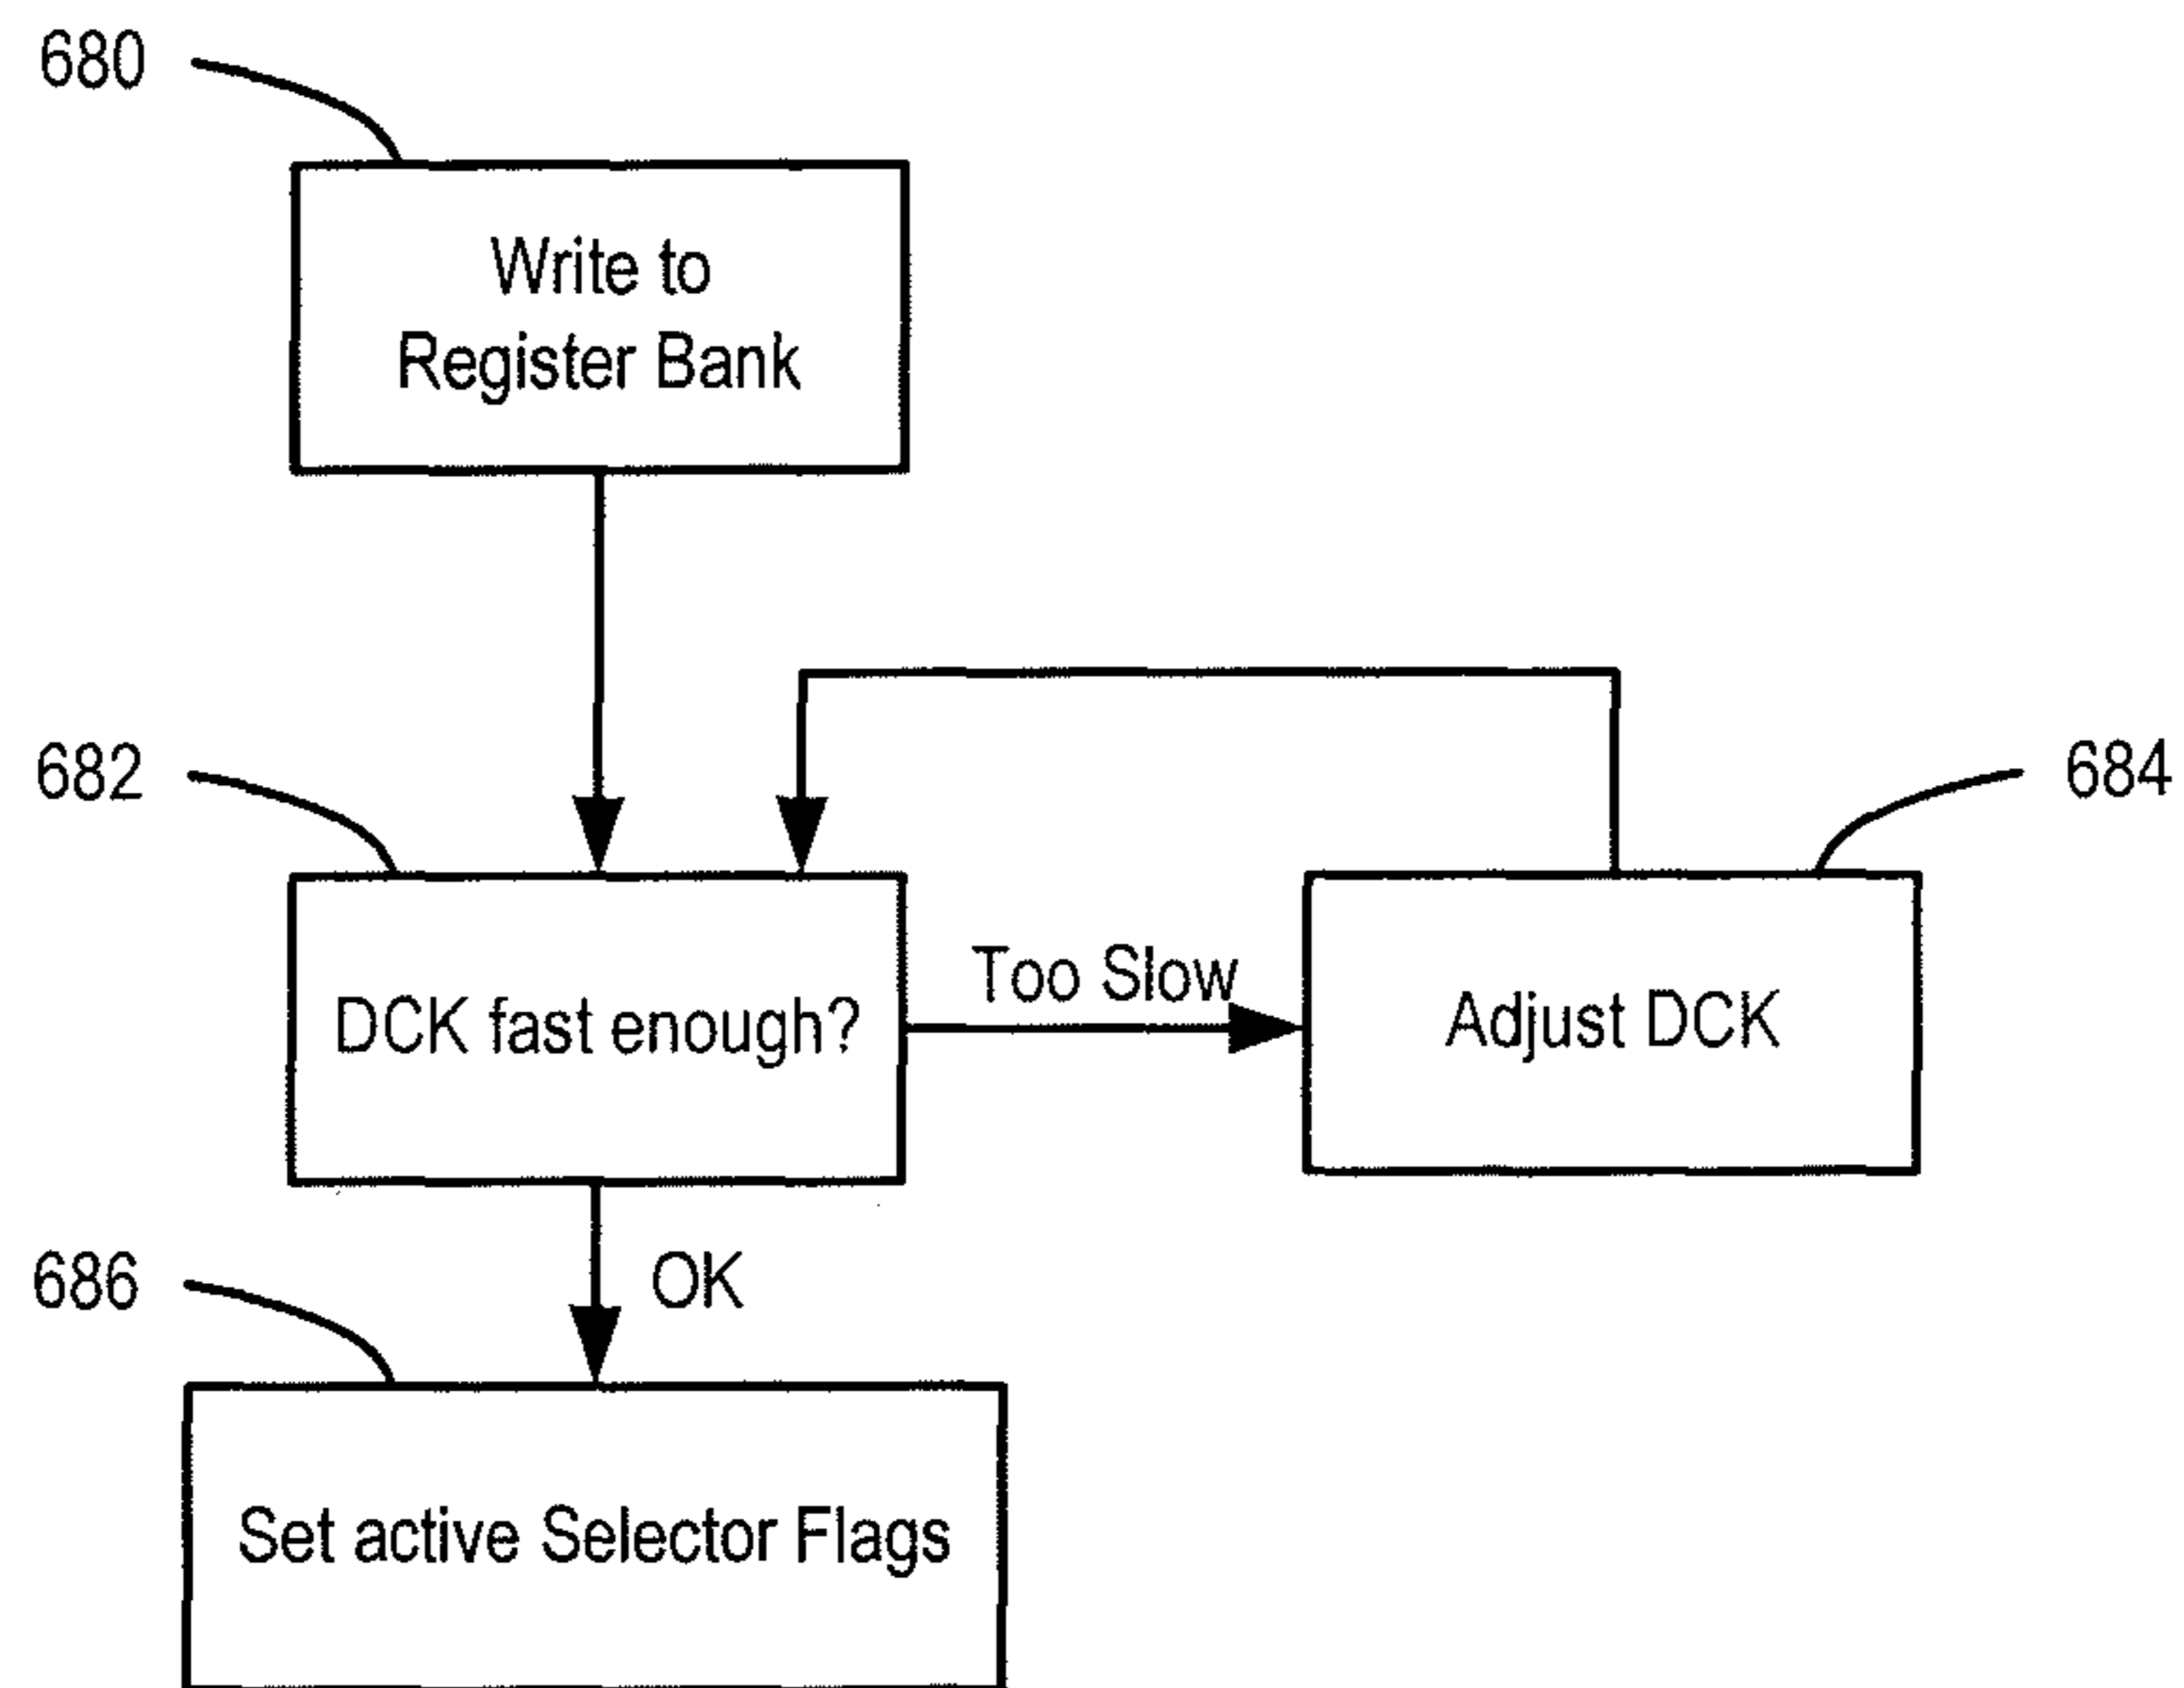 680
Write to
Register Bank
682
684
DCK fast enough?
Too Slow
Adjust DCK
686
OK
Set active Selector Flags